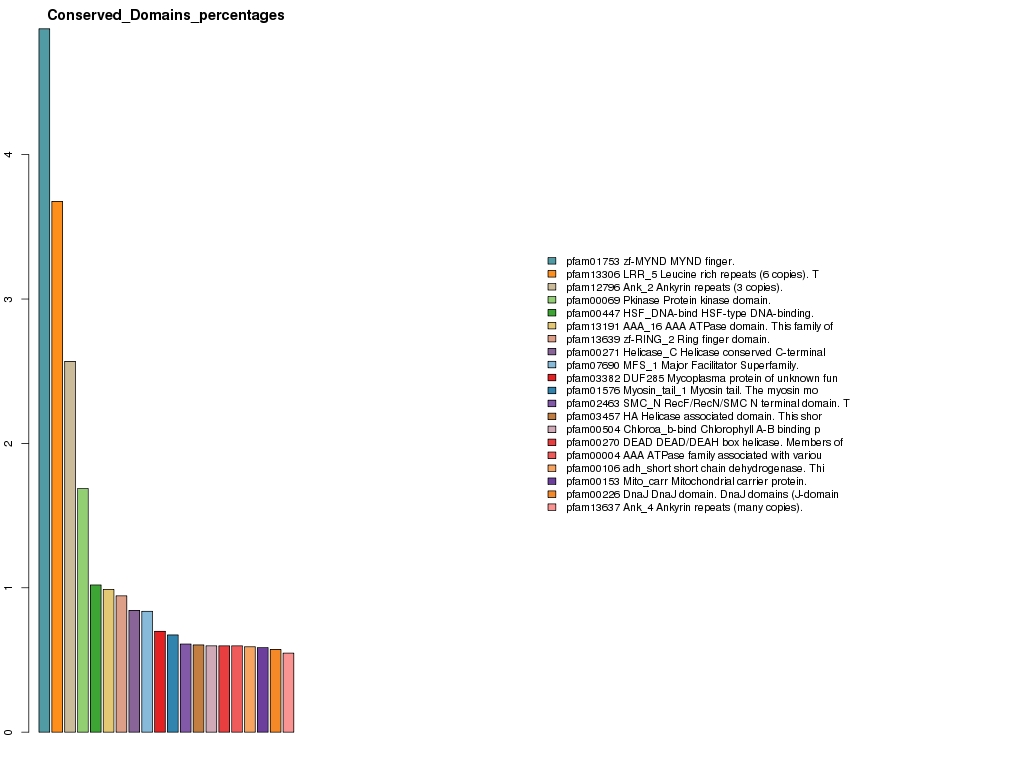 Conserved_Domains_percentages
4
3
2
1
0
pfam01753 zf-MYND MYND finger.
pfam13306 LRR_5 Leucine rich repeats (6 copies). T
pfam12796 Ank_2 Ankyrin repeats (3 copies).
pfam00069 Pkinase Protein kinase domain.
pfam00447 HSF_DNA-bind HSF-type DNA-binding.
pfam13191 AAA_16 AAA ATPase domain. This family of
pfam13639 zf-RING_2 Ring finger domain.
pfam00271 Helicase_C Helicase conserved C-terminal
pfam07690 MFS_1 Major Facilitator Superfamily.
pfam03382 DUF285 Mycoplasma protein of unknown fun
pfam01576 Myosin_tail_1 Myosin tail. The myosin mo
pfam02463 SMC_N RecF/RecN/SMC N terminal domain. T
pfam03457 HA Helicase associated domain. This shor
pfam00504 Chloroa_b-bind Chlorophyll A-B binding p
pfam00270 DEAD DEAD/DEAH box helicase. Members of
pfam00004 AAA ATPase family associated with variou
pfam00106 adh_short short chain dehydrogenase. Thi
pfam00153 Mito_carr Mitochondrial carrier protein.
pfam00226 DnaJ DnaJ domain. DnaJ domains (J-domain
pfam13637 Ank_4 Ankyrin repeats (many copies).